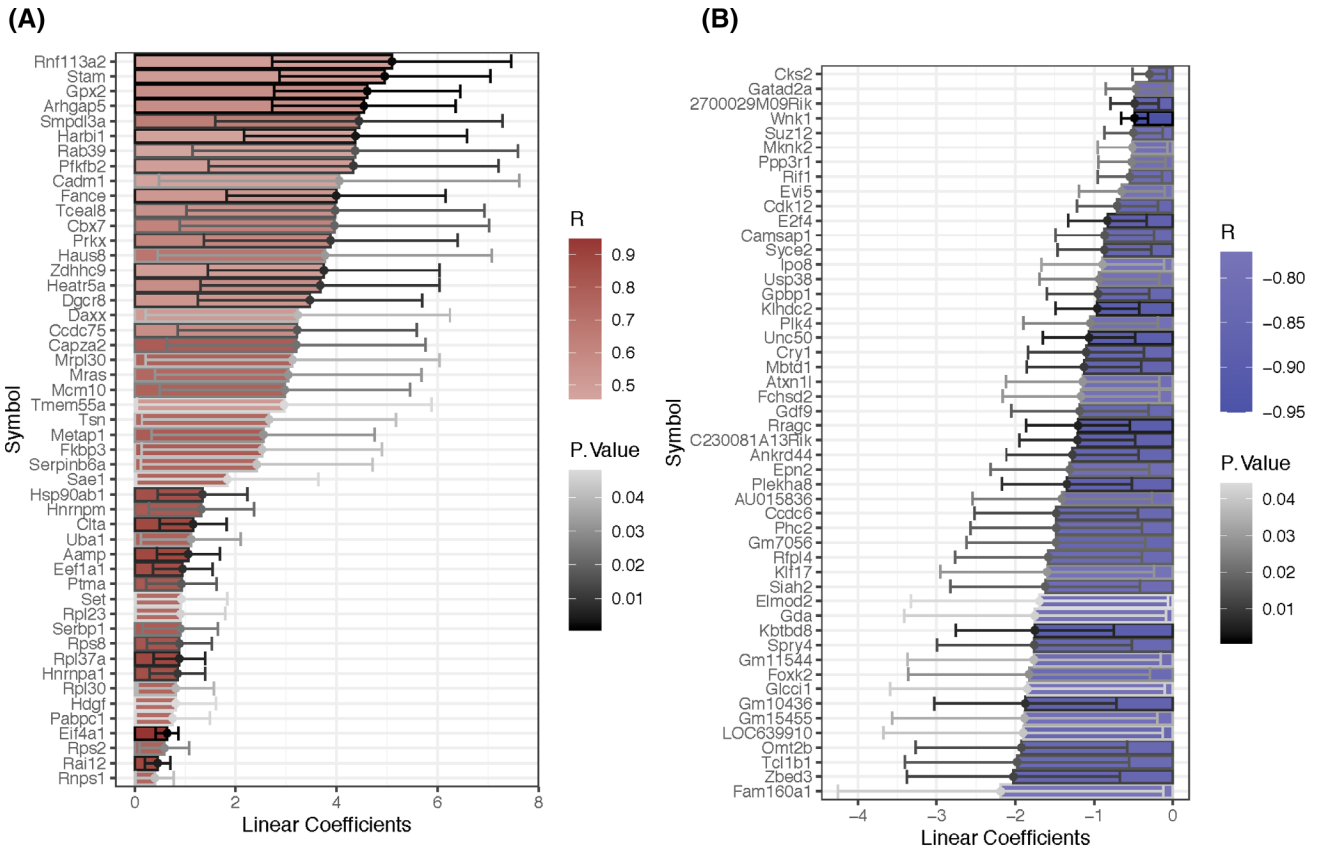 (A)
Symbol
Rnf113a2
Stam
Gpx2
Arhgap5
Smpdl3a
Harbi1
Rab39
Pfkfb2
Cadm1
Fance
Tceal8
Cbx7
Prkx
Haus8
Zdhhc9
Heatr5a
Dgcr8
Daxx
Ccdc75
Capza2
Mrpl30
Mras
Mcm10
Tmem55a
Tsn
Metap1
Fkbp3
Serpinb6a
Sae1
Hsp90ab1
Hnrnpm
Clta
Uba1
Aamp
Eef1a1
Ptma
Set
Rpl23
Serbp1
Rps8
Rpl37a
Hnrnpa1
Rpl30
Hdgf
Pabpc1
Eif4a1
Rps2
Rai12
Rnps1
0 2 4 6 8
Linear Coefficients
R
0.9
0.8
0.7
0.6
0.5
P.Value
0.04
0.03
0.02
0.01
(B)
Symbol
Cks2
Gatad2a
2700029M09Rik
Wnk1
Suz12
Mknk2
Ppp3r1
Rif1
Evi5
Cdk12
E2f4
Camsap1
Syce2
Ipo8
Usp38
Gpbp1
Klhdc2
Plk4
Unc50
Cry1
Mbtd1
Atxn1l
Fchsd2
Gdf9
Rragc
C230081A13Rik
Ankrd44
Epn2
Plekha8
AU015836
Ccdc6
Phc2
Gm7056
Rfpl4
Klf17
Siah2
Elmod2
Gda
Kbtbd8
Spry4
Gm11544
Foxk2
Glcci1
Gm10436
Gm15455
LOC639910
Omt2b
Tcl1b1
Zbed3
Fam160a1
−4 −3 −2 −1 0
Linear Coefficients
R
−0.80
−0.85
−0.90
−0.95
P.Value
0.04
0.03
0.02
0.01